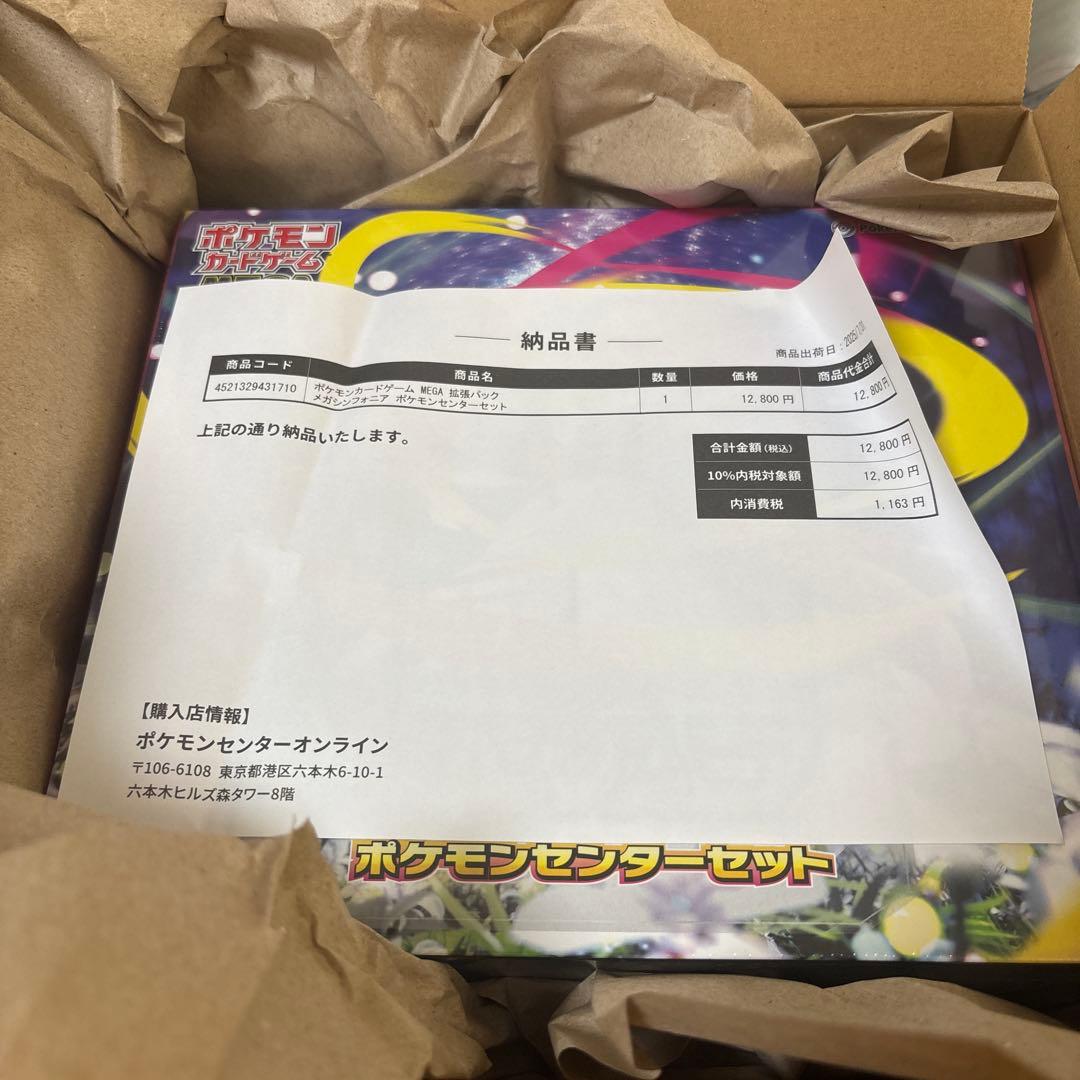 ポケモン
カードゲーム
MEGA
納品書
商品出荷日：2025/7/30
商品コード 商品名 数量 価格 商品代金合計
4521329431710 ポケモンカードゲーム MEGA 拡張パック
メガシンフォニア ポケモンセンターセット 1 12,800円 12,800円
上記の通り納品いたします。
合計金額(税込) 12,800円
10%内税対象額 12,800円
内消費税 1,163円
【購入店情報】
ポケモンセンターオンライン
〒106-6108 東京都港区六本木6-10-1
六本木ヒルズ森タワー8階
ポケモンセンターセット